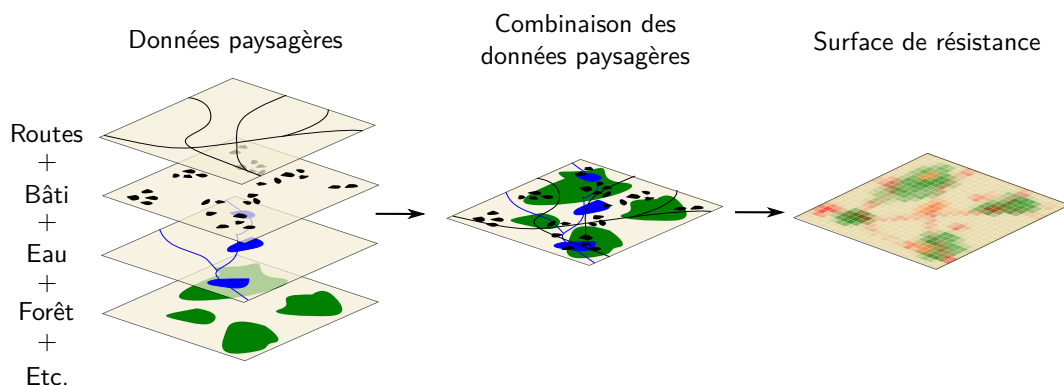 Données paysagères
Combinaison des
données paysagères
Surface de résistance
Routes
+
Bâti
+
Eau
+
Forêt
+
Etc.